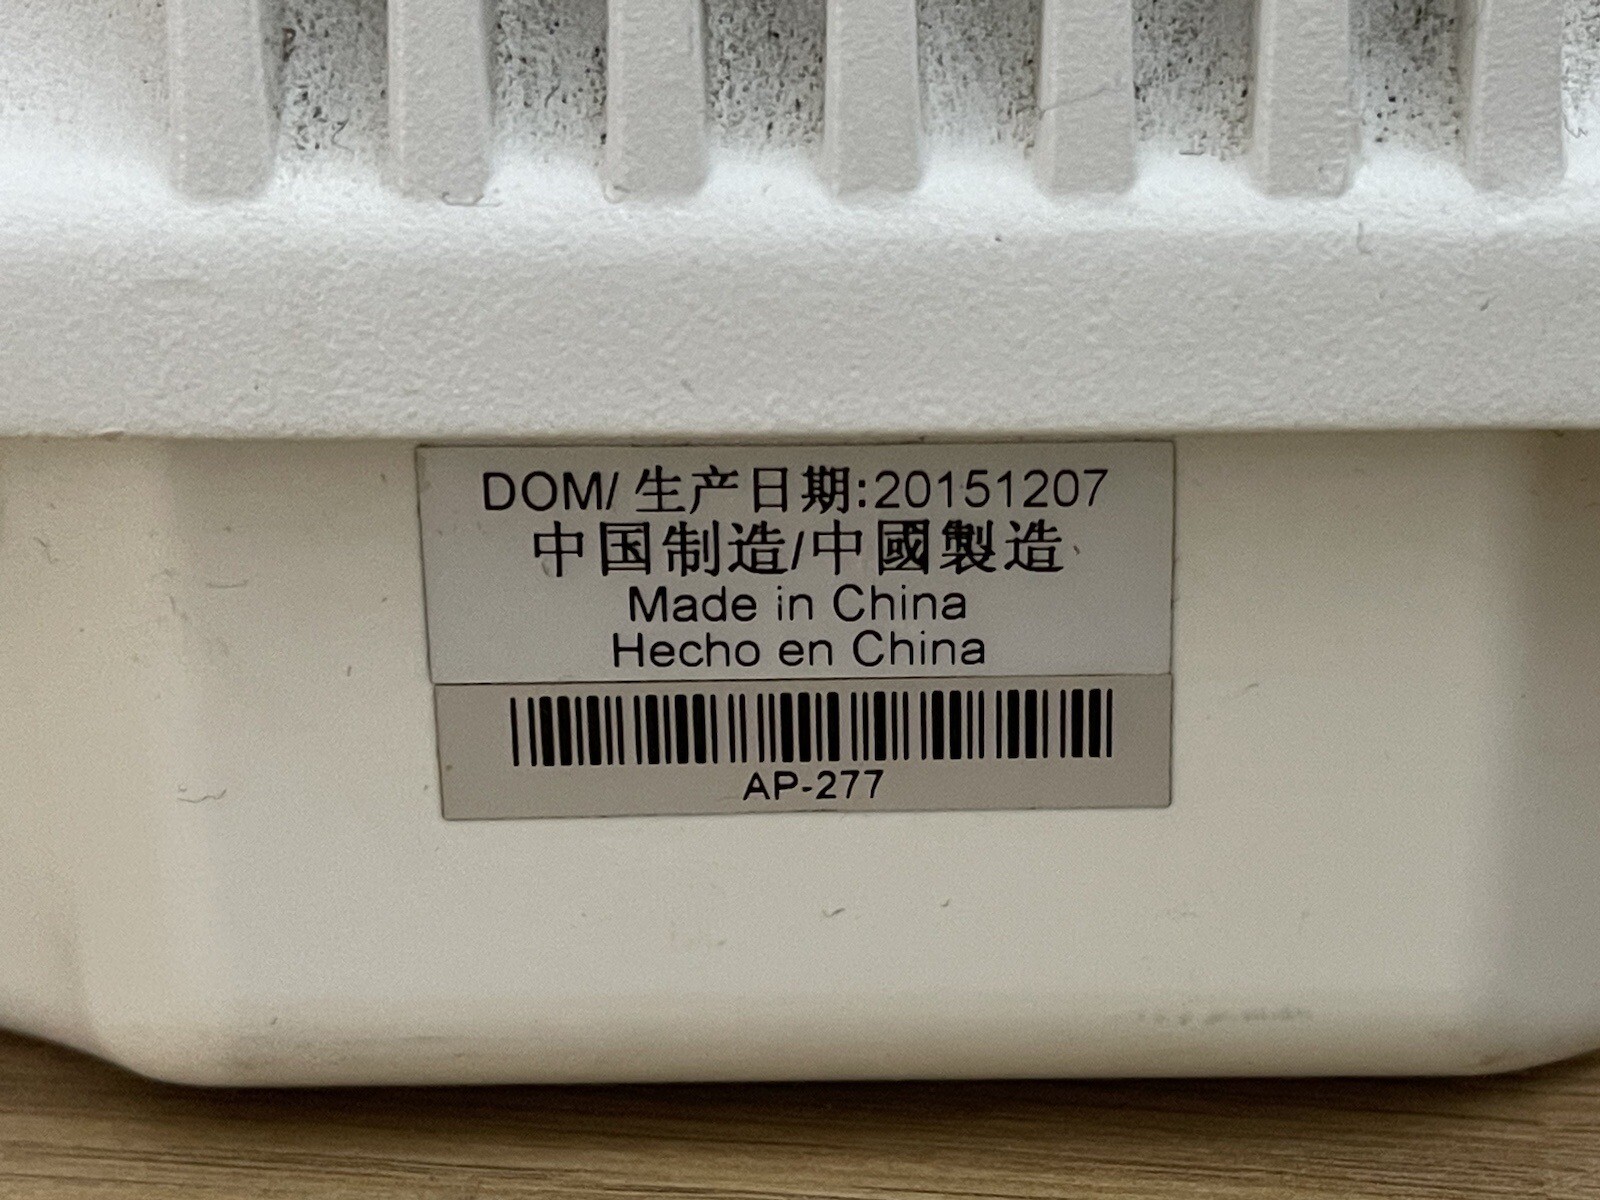 DOM/ 生产日期:20151207
中国制造/中國製造
Made in China
Hecho en China
AP-277